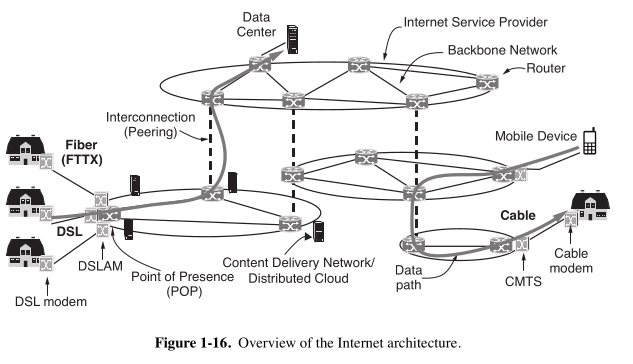 Data
Center
Internet Service Provider
Backbone Network
Router
Interconnection
(Peering)
Mobile Device
Fiber
(FTTX)
DSL
DSLAM
Point of Presence
(POP)
DSL modem
Content Delivery Network/
Distributed Cloud
Data
path
Cable
CMTS
Cable
modem
Figure 1-16. Overview of the Internet architecture.